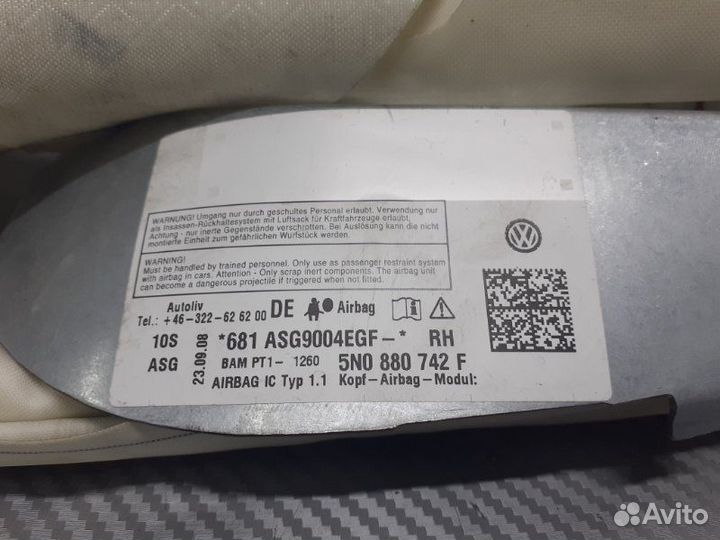 WARNUNG! Umgang nur durch geschultes Personal erlaubt. Verwendung nur
als Insassen-Rückhaltesystem mit Luftsack für Kraftfahrzeuge erlaubt,
Achtung - nur inerte Gegenstände verschrotten. Bei Auslösung kann die nicht
montierte Einheit zum gefährlichen Wurfstück werden.
WARNING!
Must be handled by trained personnel. Only use as passenger restraint system
with airbag in cars. Attention - Only scrap inert components. The airbag unit
can become a dangerous projectile if triggered when not mounted.
Autoliv
Tel.: +46-322-62 62 00 DE Airbag
10S *681 ASG9004EGF-* RH
ASG 23.09.08 BAM PT1- 1260 5N0 880 742 F
AIRBAG IC Typ 1.1 Kopf-Airbag-Modul:
Avito